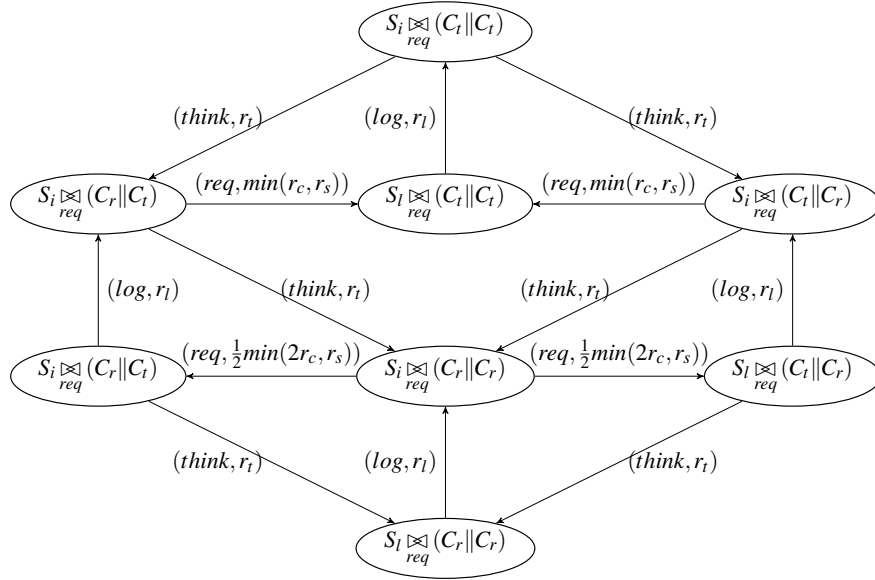 S_i ⋈_req (C_t||C_t)
(think, r_t) (log, r_l) (think, r_t)
S_i ⋈_req (C_r||C_t) (req, min(r_c, r_s)) S_l ⋈_req (C_t||C_t) (req, min(r_c, r_s)) S_i ⋈_req (C_t||C_r)
(log, r_l) (think, r_t) (think, r_t) (log, r_l)
S_i ⋈_req (C_r||C_t) (req, ½min(2r_c, r_s)) S_i ⋈_req (C_r||C_r) (req, ½min(2r_c, r_s)) S_l ⋈_req (C_t||C_r)
(think, r_t) (log, r_l) (think, r_t)
S_l ⋈_req (C_r||C_r)